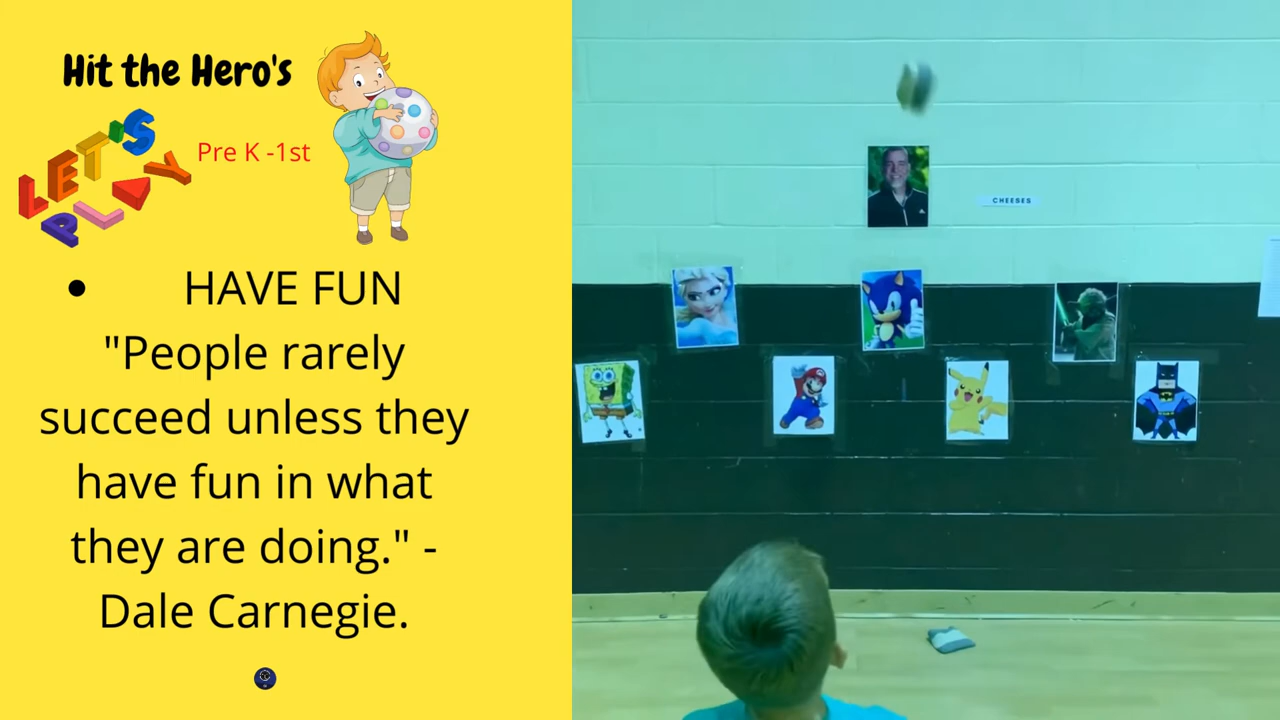 Hit the Hero's
LET'S
PLAY
Pre K -1st
• HAVE FUN
"People rarely
succeed unless they
have fun in what
they are doing." -
Dale Carnegie.
CHEESES